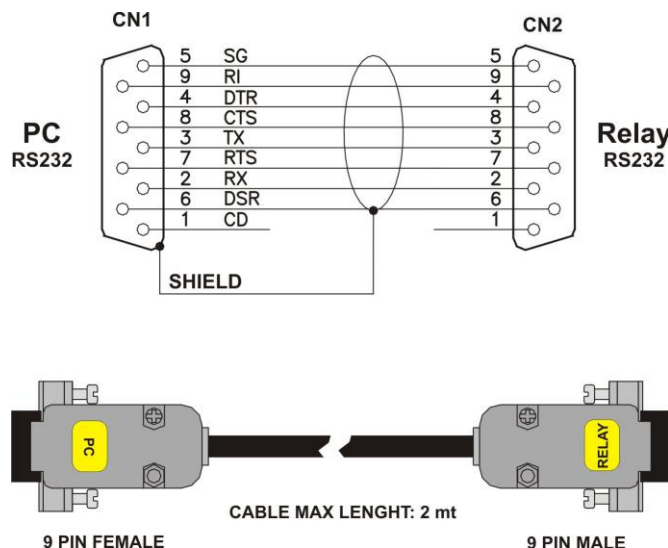 CN1
CN2
5 SG 5
9 RI 9
4 DTR 4
8 CTS 8
3 TX 3
7 RTS 7
2 RX 2
6 DSR 6
1 CD 1
PC
RS232
Relay
RS232
SHIELD
PC
RELAY
CABLE MAX LENGHT: 2 mt
9 PIN FEMALE
9 PIN MALE